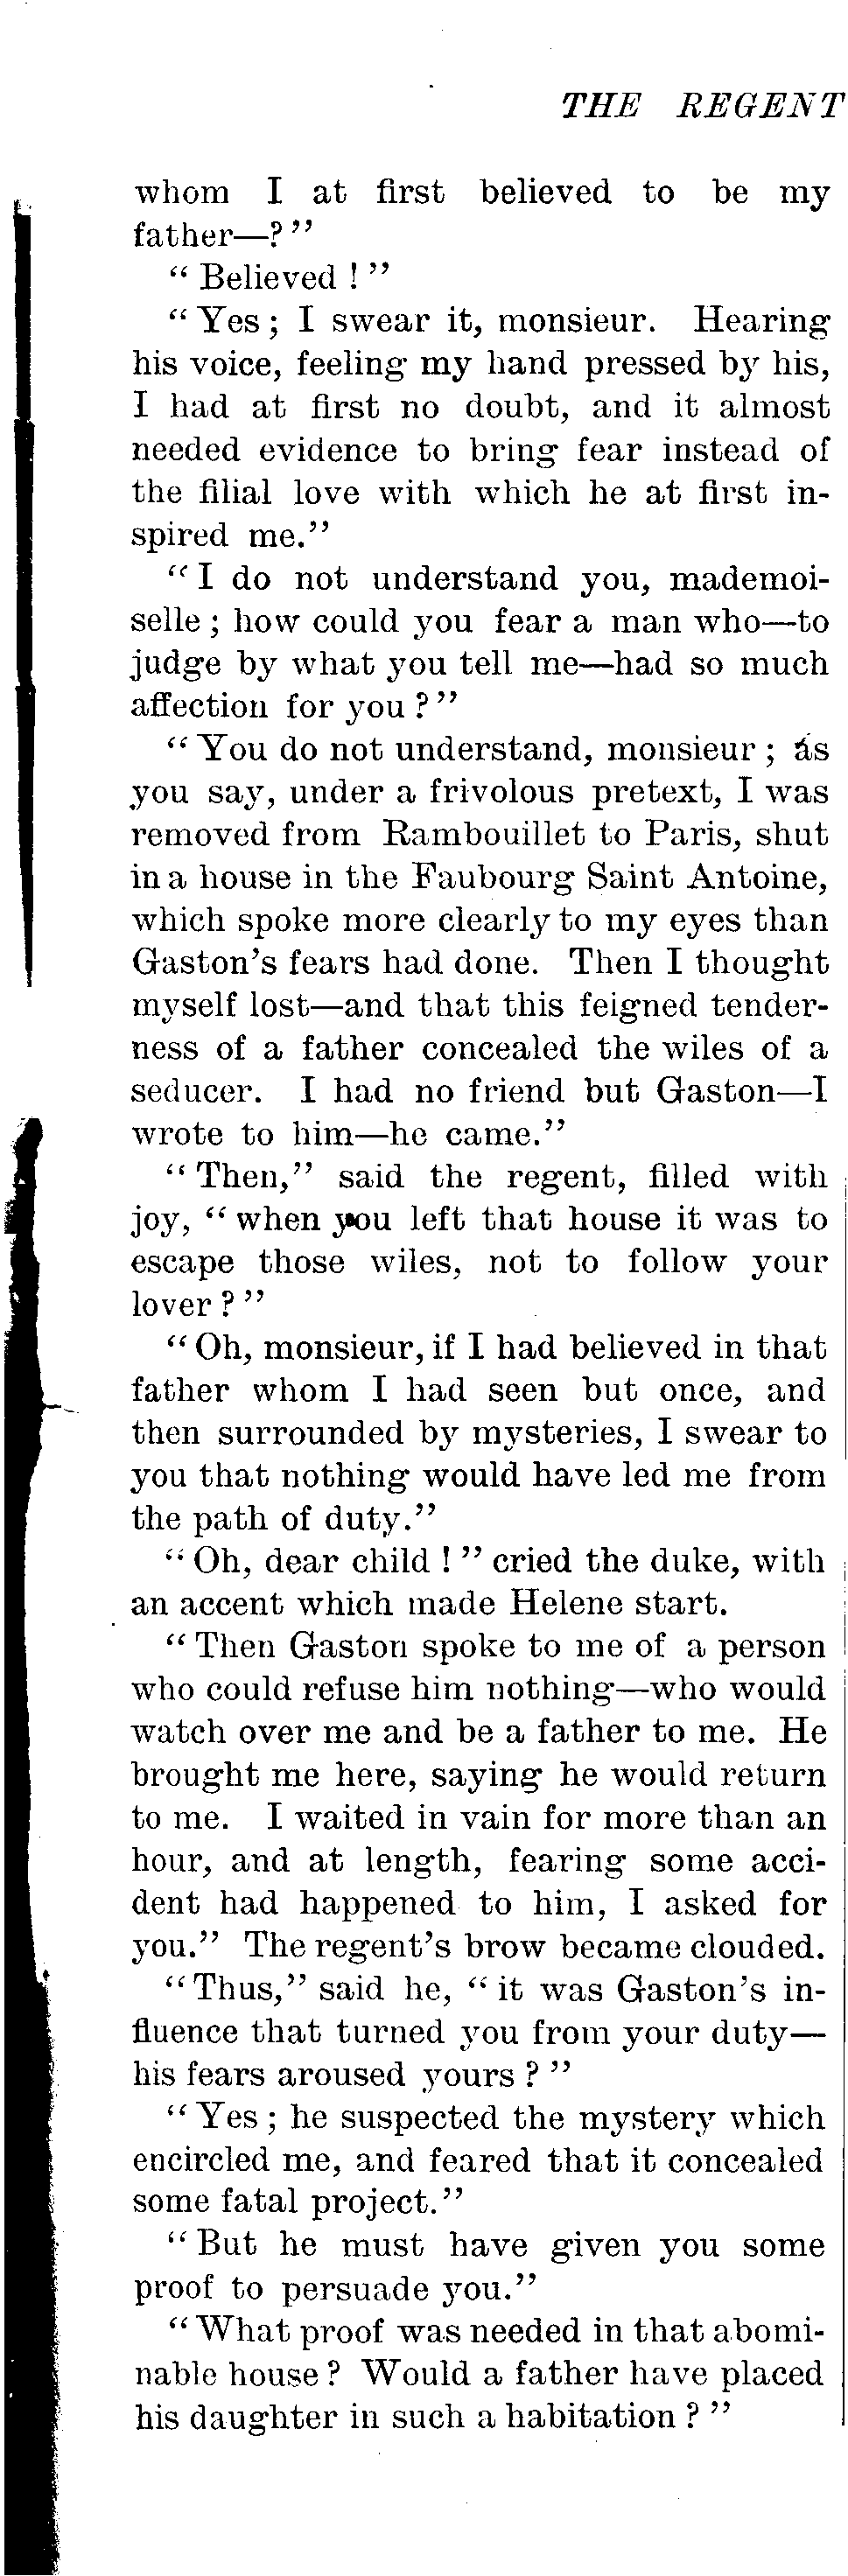 THE REGENT
whom I at first believed to be my
father—?"
"Believed!"
"Yes; I swear it, monsieur. Hearing
his voice, feeling my hand pressed by his,
I had at first no doubt, and it almost
needed evidence to bring fear instead of
the filial love with which he at first in-
spired me."
"I do not understand you, mademoi-
selle; how could you fear a man who—to
judge by what you tell me—had so much
affection for you?"
"You do not understand, monsieur; as
you say, under a frivolous pretext, I was
removed from Rambouillet to Paris, shut
in a house in the Faubourg Saint Antoine,
which spoke more clearly to my eyes than
Gaston's fears had done. Then I thought
myself lost—and that this feigned tender-
ness of a father concealed the wiles of a
seducer. I had no friend but Gaston—I
wrote to him—he came."
"Then," said the regent, filled with
joy, "when you left that house it was to
escape those wiles, not to follow your
lover?"
"Oh, monsieur, if I had believed in that
father whom I had seen but once, and
then surrounded by mysteries, I swear to
you that nothing would have led me from
the path of duty."
"Oh, dear child!" cried the duke, with
an accent which made Helene start.
"Then Gaston spoke to me of a person
who could refuse him nothing—who would
watch over me and be a father to me. He
brought me here, saying he would return
to me. I waited in vain for more than an
hour, and at length, fearing some acci-
dent had happened to him, I asked for
you." The regent's brow became clouded.
"Thus," said he, "it was Gaston's in-
fluence that turned you from your duty—
his fears aroused yours?"
"Yes; he suspected the mystery which
encircled me, and feared that it concealed
some fatal project."
"But he must have given you some
proof to persuade you."
"What proof was needed in that abomi-
nable house? Would a father have placed
his daughter in such a habitation?"